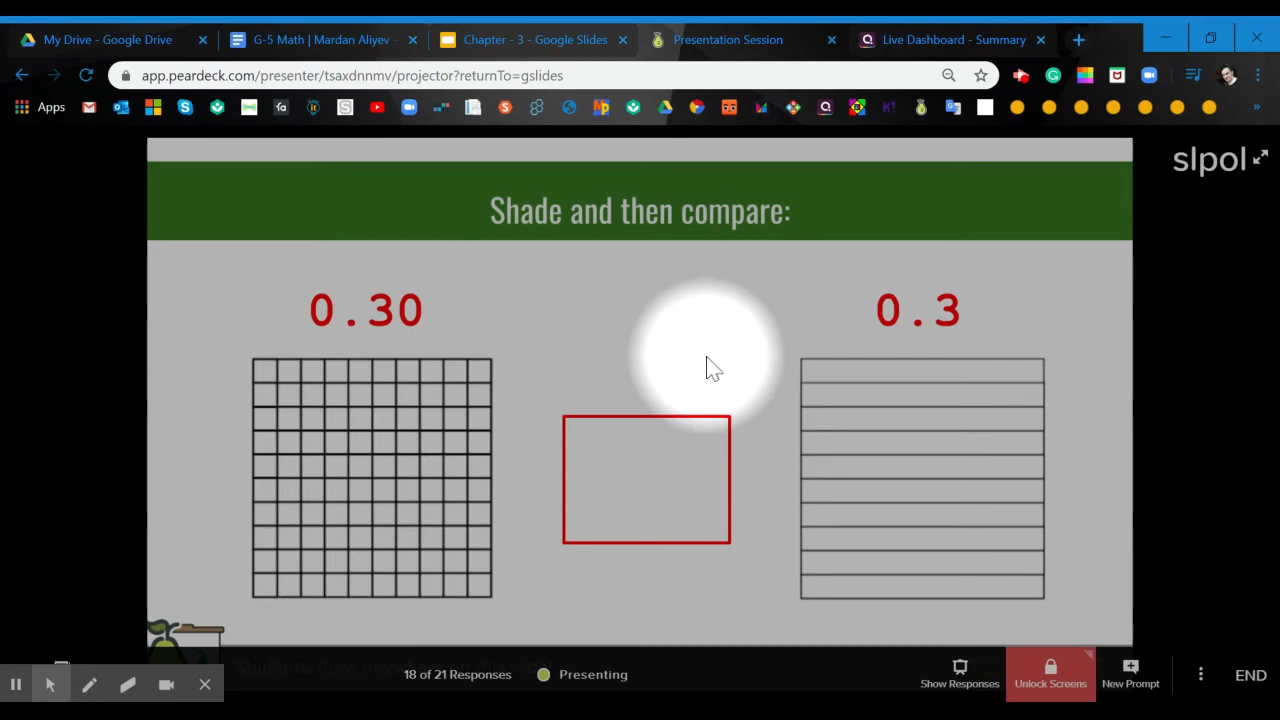 My Drive - Google Drive
G-5 Math | Mardan Aliyev -
Chapter - 3 - Google Slides
Presentation Session
Live Dashboard - Summary
app.peardeck.com/presenter/tsaxdnnmv/projector?returnTo=gslides
Apps
slpol
Shade and then compare:
0.30
0.3
18 of 21 Responses
Presenting
Show Responses
Unlock Screens
New Prompt
END